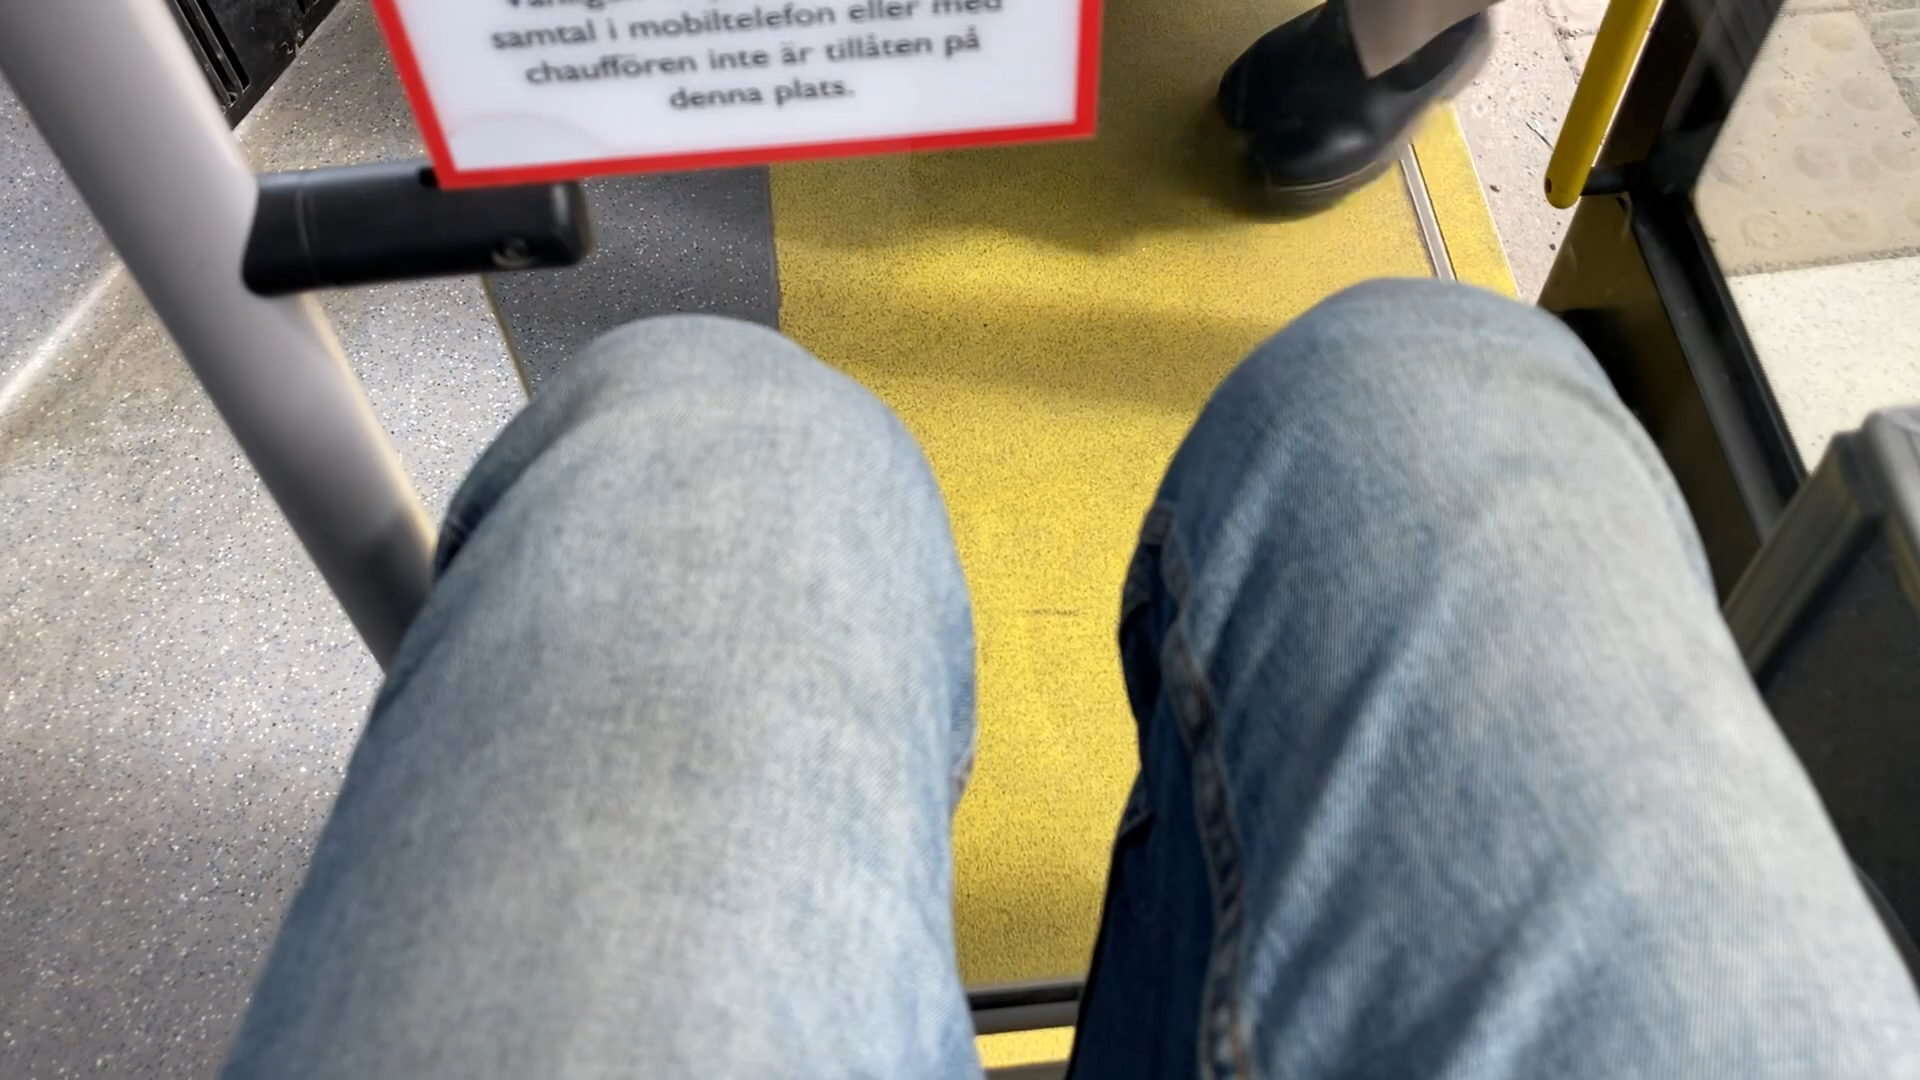 samtal i mobiltelefon eller med
chauffören inte är tillåten på
denna plats.